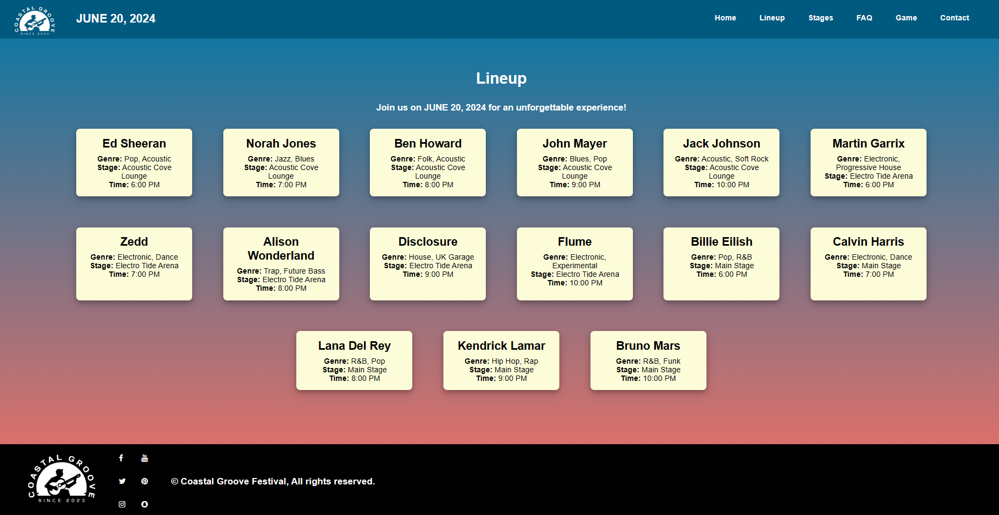 COASTAL GROOVE
SINCE 2023
JUNE 20, 2024
Home Lineup Stages FAQ Game Contact
Lineup
Join us on JUNE 20, 2024 for an unforgettable experience!
Ed Sheeran
Genre: Pop, Acoustic
Stage: Acoustic Cove
Lounge
Time: 6:00 PM
Norah Jones
Genre: Jazz, Blues
Stage: Acoustic Cove
Lounge
Time: 7:00 PM
Ben Howard
Genre: Folk, Acoustic
Stage: Acoustic Cove
Lounge
Time: 8:00 PM
John Mayer
Genre: Blues, Pop
Stage: Acoustic Cove
Lounge
Time: 9:00 PM
Jack Johnson
Genre: Acoustic, Soft Rock
Stage: Acoustic Cove
Lounge
Time: 10:00 PM
Martin Garrix
Genre: Electronic,
Progressive House
Stage: Electro Tide Arena
Time: 6:00 PM
Zedd
Genre: Electronic, Dance
Stage: Electro Tide Arena
Time: 7:00 PM
Alison
Wonderland
Genre: Trap, Future Bass
Stage: Electro Tide Arena
Time: 8:00 PM
Disclosure
Genre: House, UK Garage
Stage: Electro Tide Arena
Time: 9:00 PM
Flume
Genre: Electronic,
Experimental
Stage: Electro Tide Arena
Time: 10:00 PM
Billie Eilish
Genre: Pop, R&B
Stage: Main Stage
Time: 6:00 PM
Calvin Harris
Genre: Electronic, Dance
Stage: Main Stage
Time: 7:00 PM
Lana Del Rey
Genre: R&B, Pop
Stage: Main Stage
Time: 8:00 PM
Kendrick Lamar
Genre: Hip Hop, Rap
Stage: Main Stage
Time: 9:00 PM
Bruno Mars
Genre: R&B, Funk
Stage: Main Stage
Time: 10:00 PM
COASTAL GROOVE
SINCE 2023
You
Tube
© Coastal Groove Festival, All rights reserved.